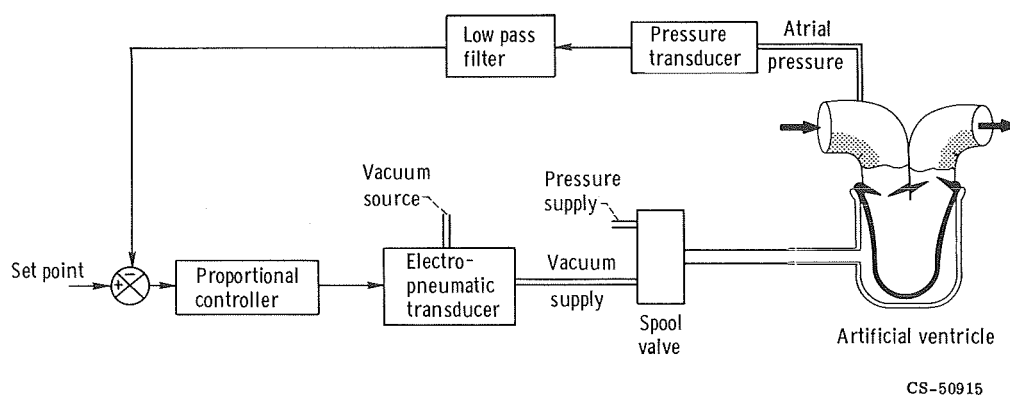 Low pass
filter
Pressure
transducer
Atrial
pressure
Vacuum
source
Pressure
supply
Set point
+
−
Proportional
controller
Electro-
pneumatic
transducer
Vacuum
supply
Spool
valve
Artificial ventricle
CS-50915